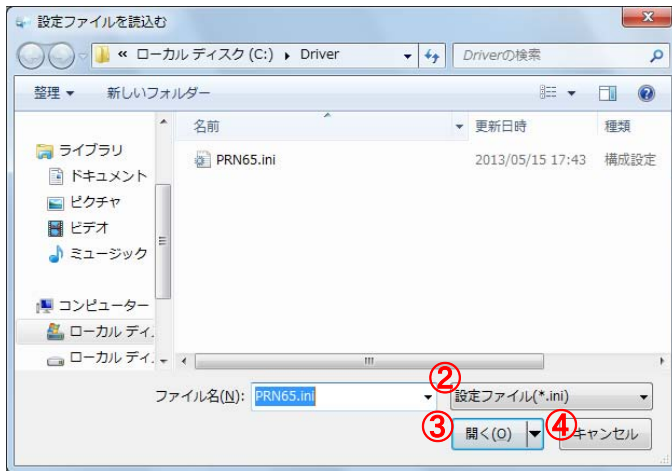 設定ファイルを読込む
« ローカル ディスク (C:) ▸ Driver
Driverの検索
整理 ▼ 新しいフォルダー
名前 更新日時 種類
PRN65.ini 2013/05/15 17:43 構成設定
ライブラリ
ドキュメント
ピクチャ
ビデオ
ミュージック
コンピューター
ローカル ディ
ローカル ディ
ファイル名(N): PRN65.ini
② 設定ファイル(*.ini)
③ 開く(O) ④ キャンセル